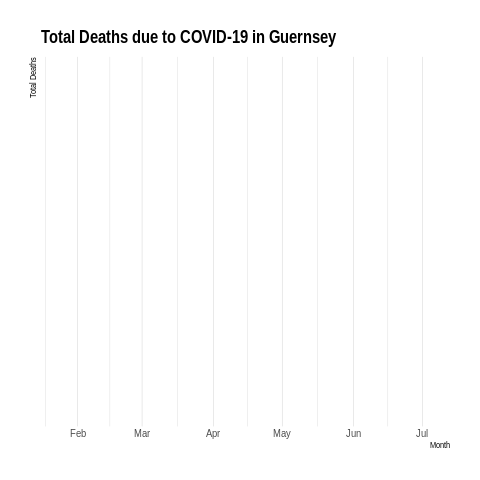 Total Deaths due to COVID-19 in Guernsey
Total Deaths
Feb Mar Apr May Jun Jul
Month